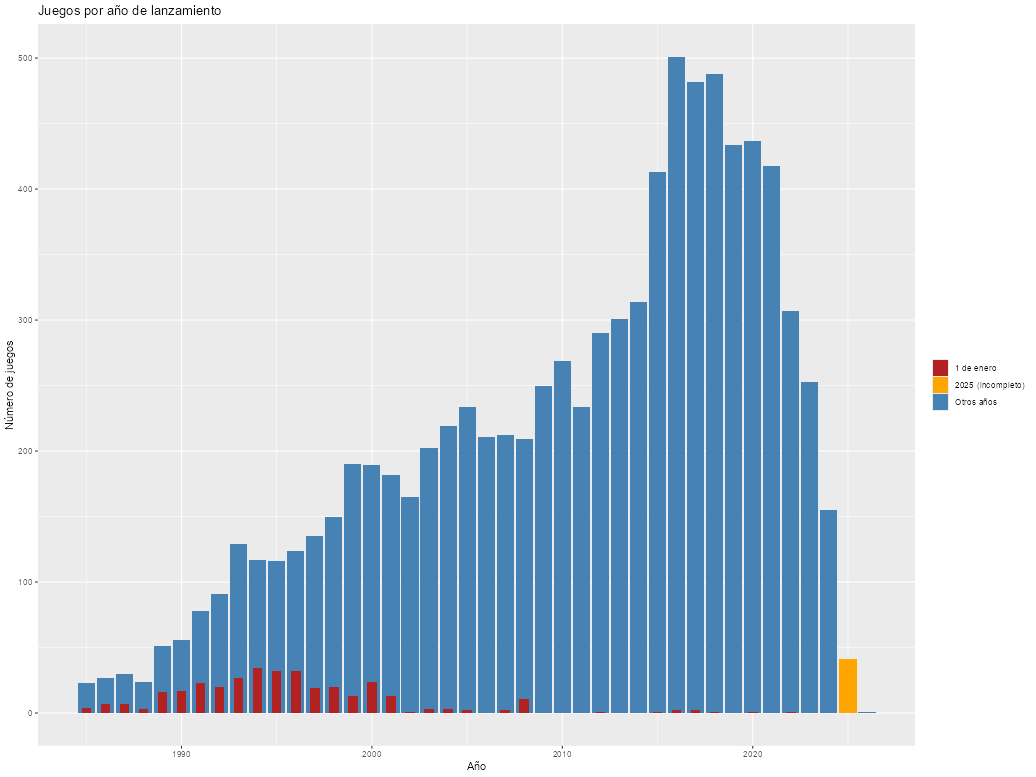 Juegos por año de lanzamiento
Número de juegos
500
400
300
200
100
0
1990
2000
2010
2020
Año
1 de enero
2025 (incompleto)
Otros años